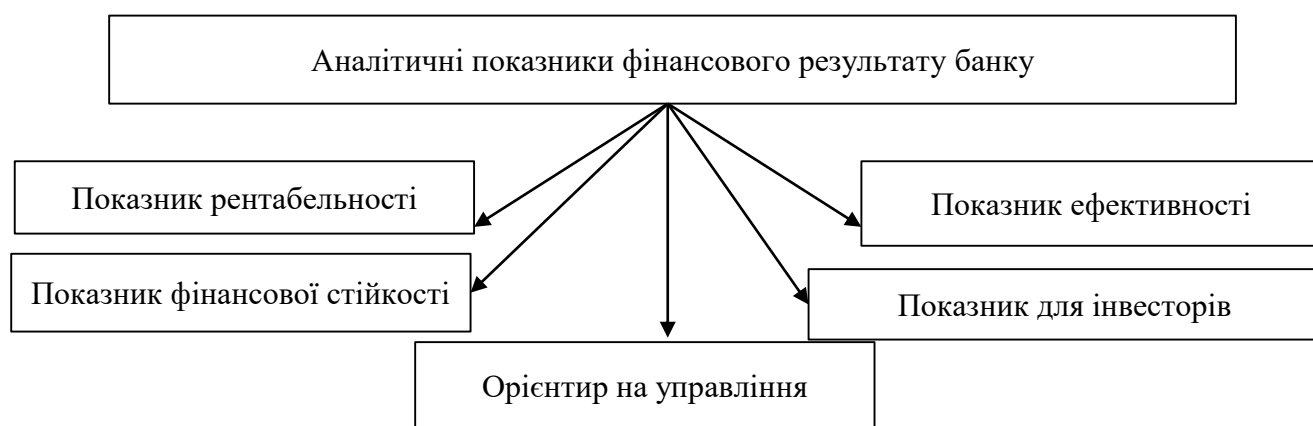 Аналітичні показники фінансового результату банку
Показник рентабельності
Показник ефективності
Показник фінансової стійкості
Показник для інвесторів
Орієнтир на управління